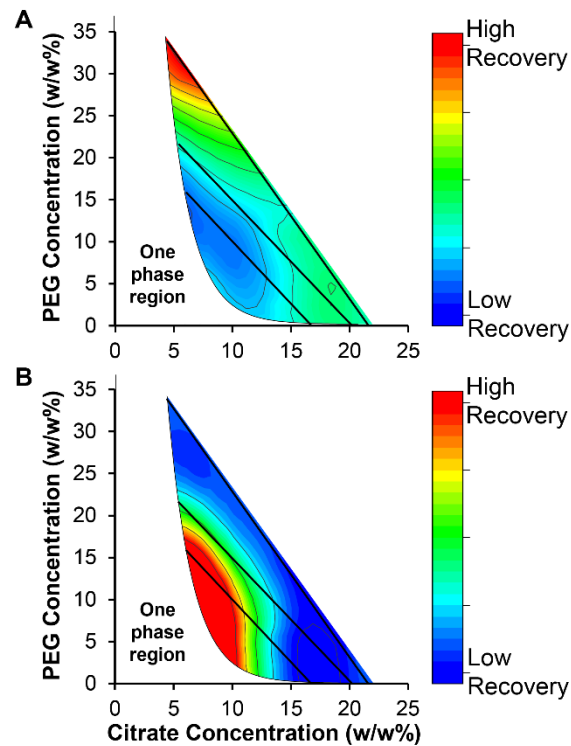 A
PEG Concentration (w/w%)
35
30
25
20
15
10
5
0
One
phase
region
0
5
10
15
20
25
High
Recovery
Low
Recovery
B
PEG Concentration (w/w%)
35
30
25
20
15
10
5
0
One
phase
region
0
5
10
15
20
25
Citrate Concentration (w/w%)
High
Recovery
Low
Recovery